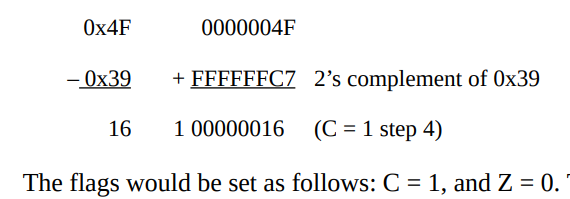 0x4F 0000004F
– 0x39 + FFFFFFC7 2’s complement of 0x39
16 1 00000016 (C = 1 step 4)
The flags would be set as follows: C = 1, and Z = 0.